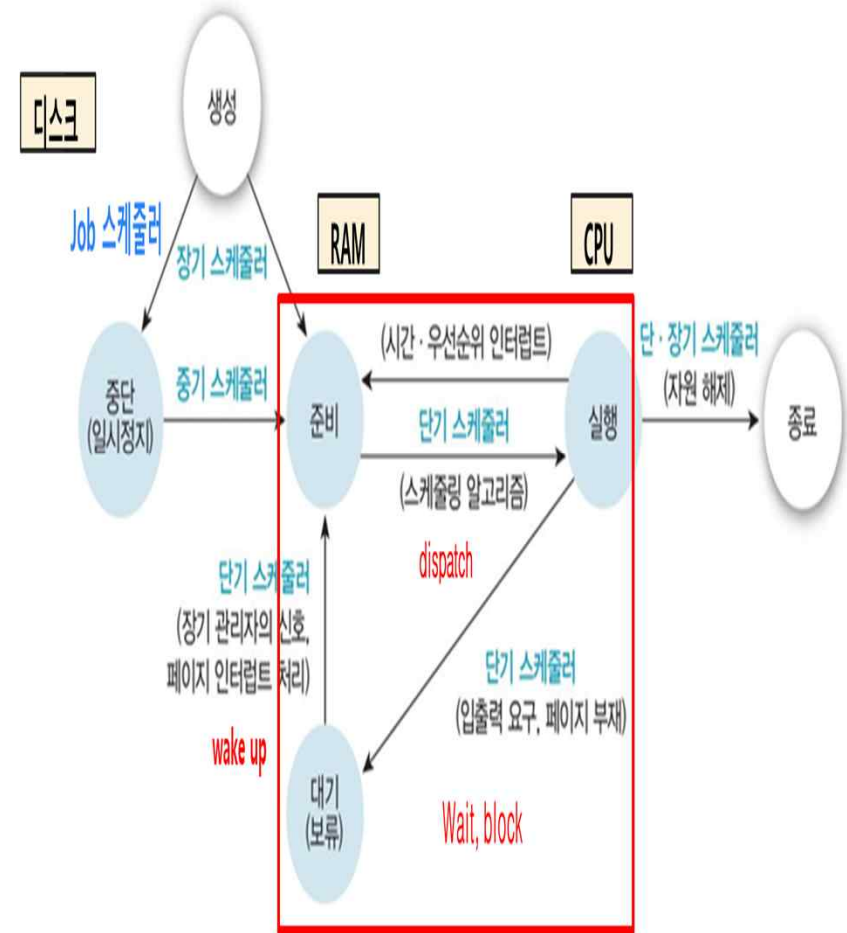 생성
디스크
Job 스케줄러
장기 스케줄러
RAM
CPU
(시간 · 우선순위 인터럽트)
단 · 장기 스케줄러
(자원 해제)
중단
(일시정지)
중기 스케줄러
준비
단기 스케줄러
(스케줄링 알고리즘)
실행
종료
dispatch
단기 스케줄러
(장기 관리자의 신호,
페이지 인터럽트 처리)
단기 스케줄러
(입출력 요구, 페이지 부재)
wake up
대기
(보류)
Wait, block